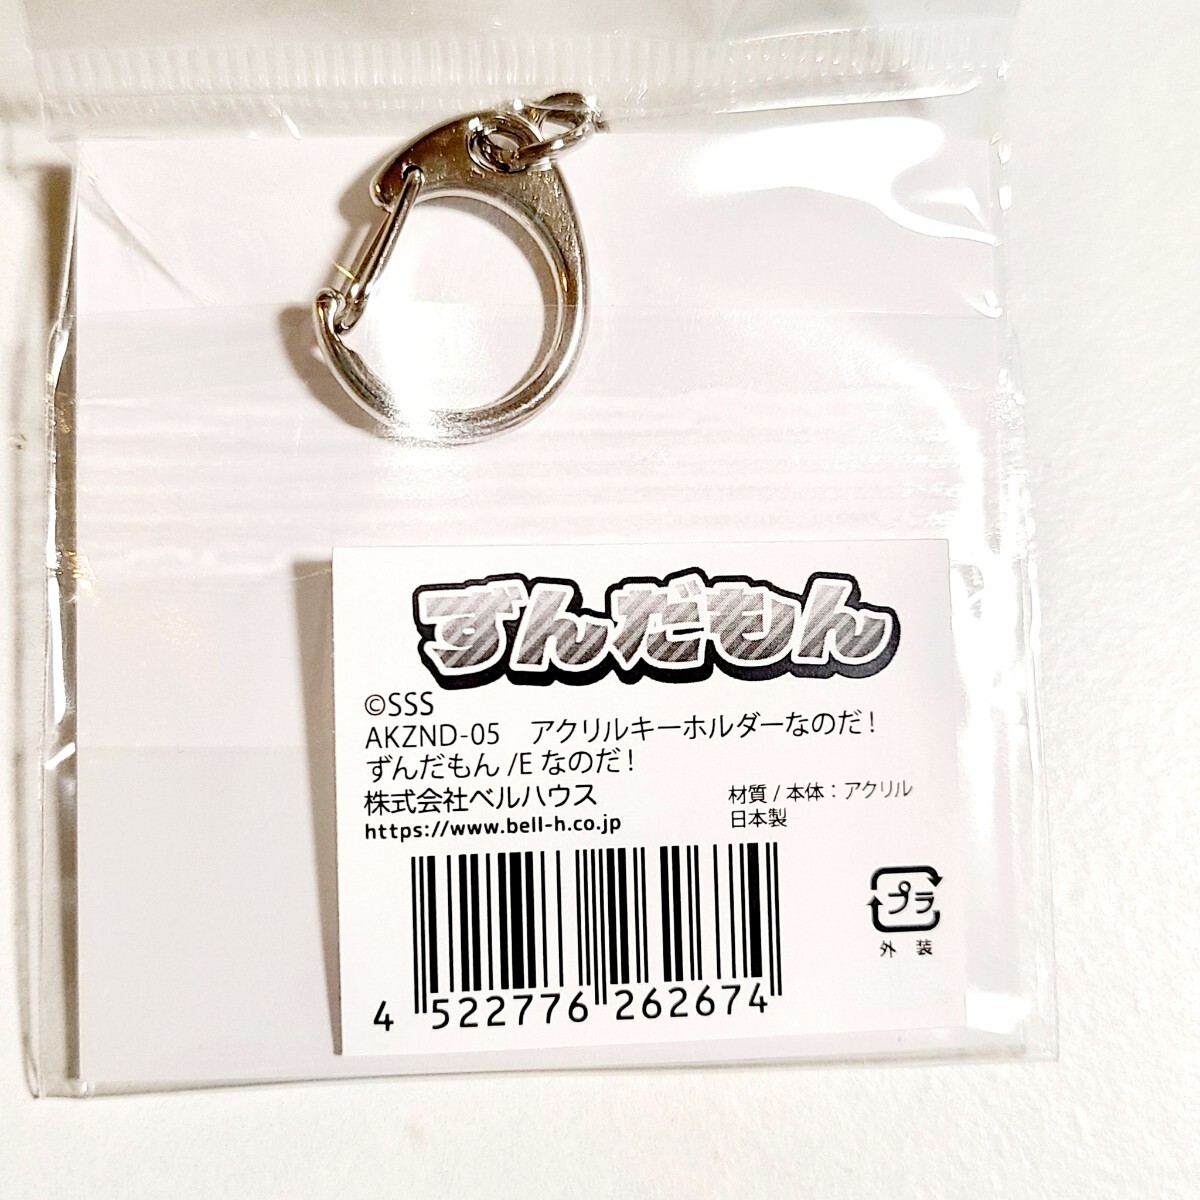 ずんだもん
©SSS
AKZND-05　アクリルキーホルダーなのだ！
ずんだもん /E なのだ！
株式会社ベルハウス
https://www.bell-h.co.jp
材質 / 本体：アクリル
日本製
プラ
外 装
4 522776 262674